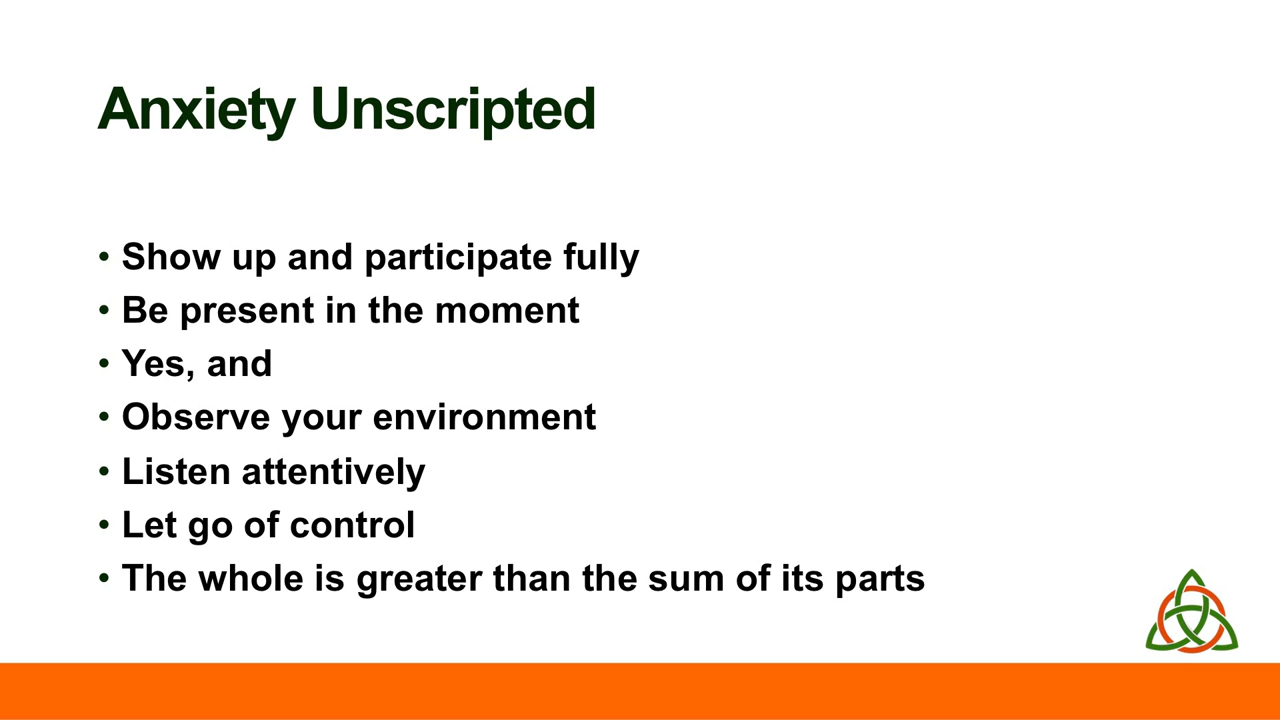 Anxiety Unscripted
• Show up and participate fully
• Be present in the moment
• Yes, and
• Observe your environment
• Listen attentively
• Let go of control
• The whole is greater than the sum of its parts